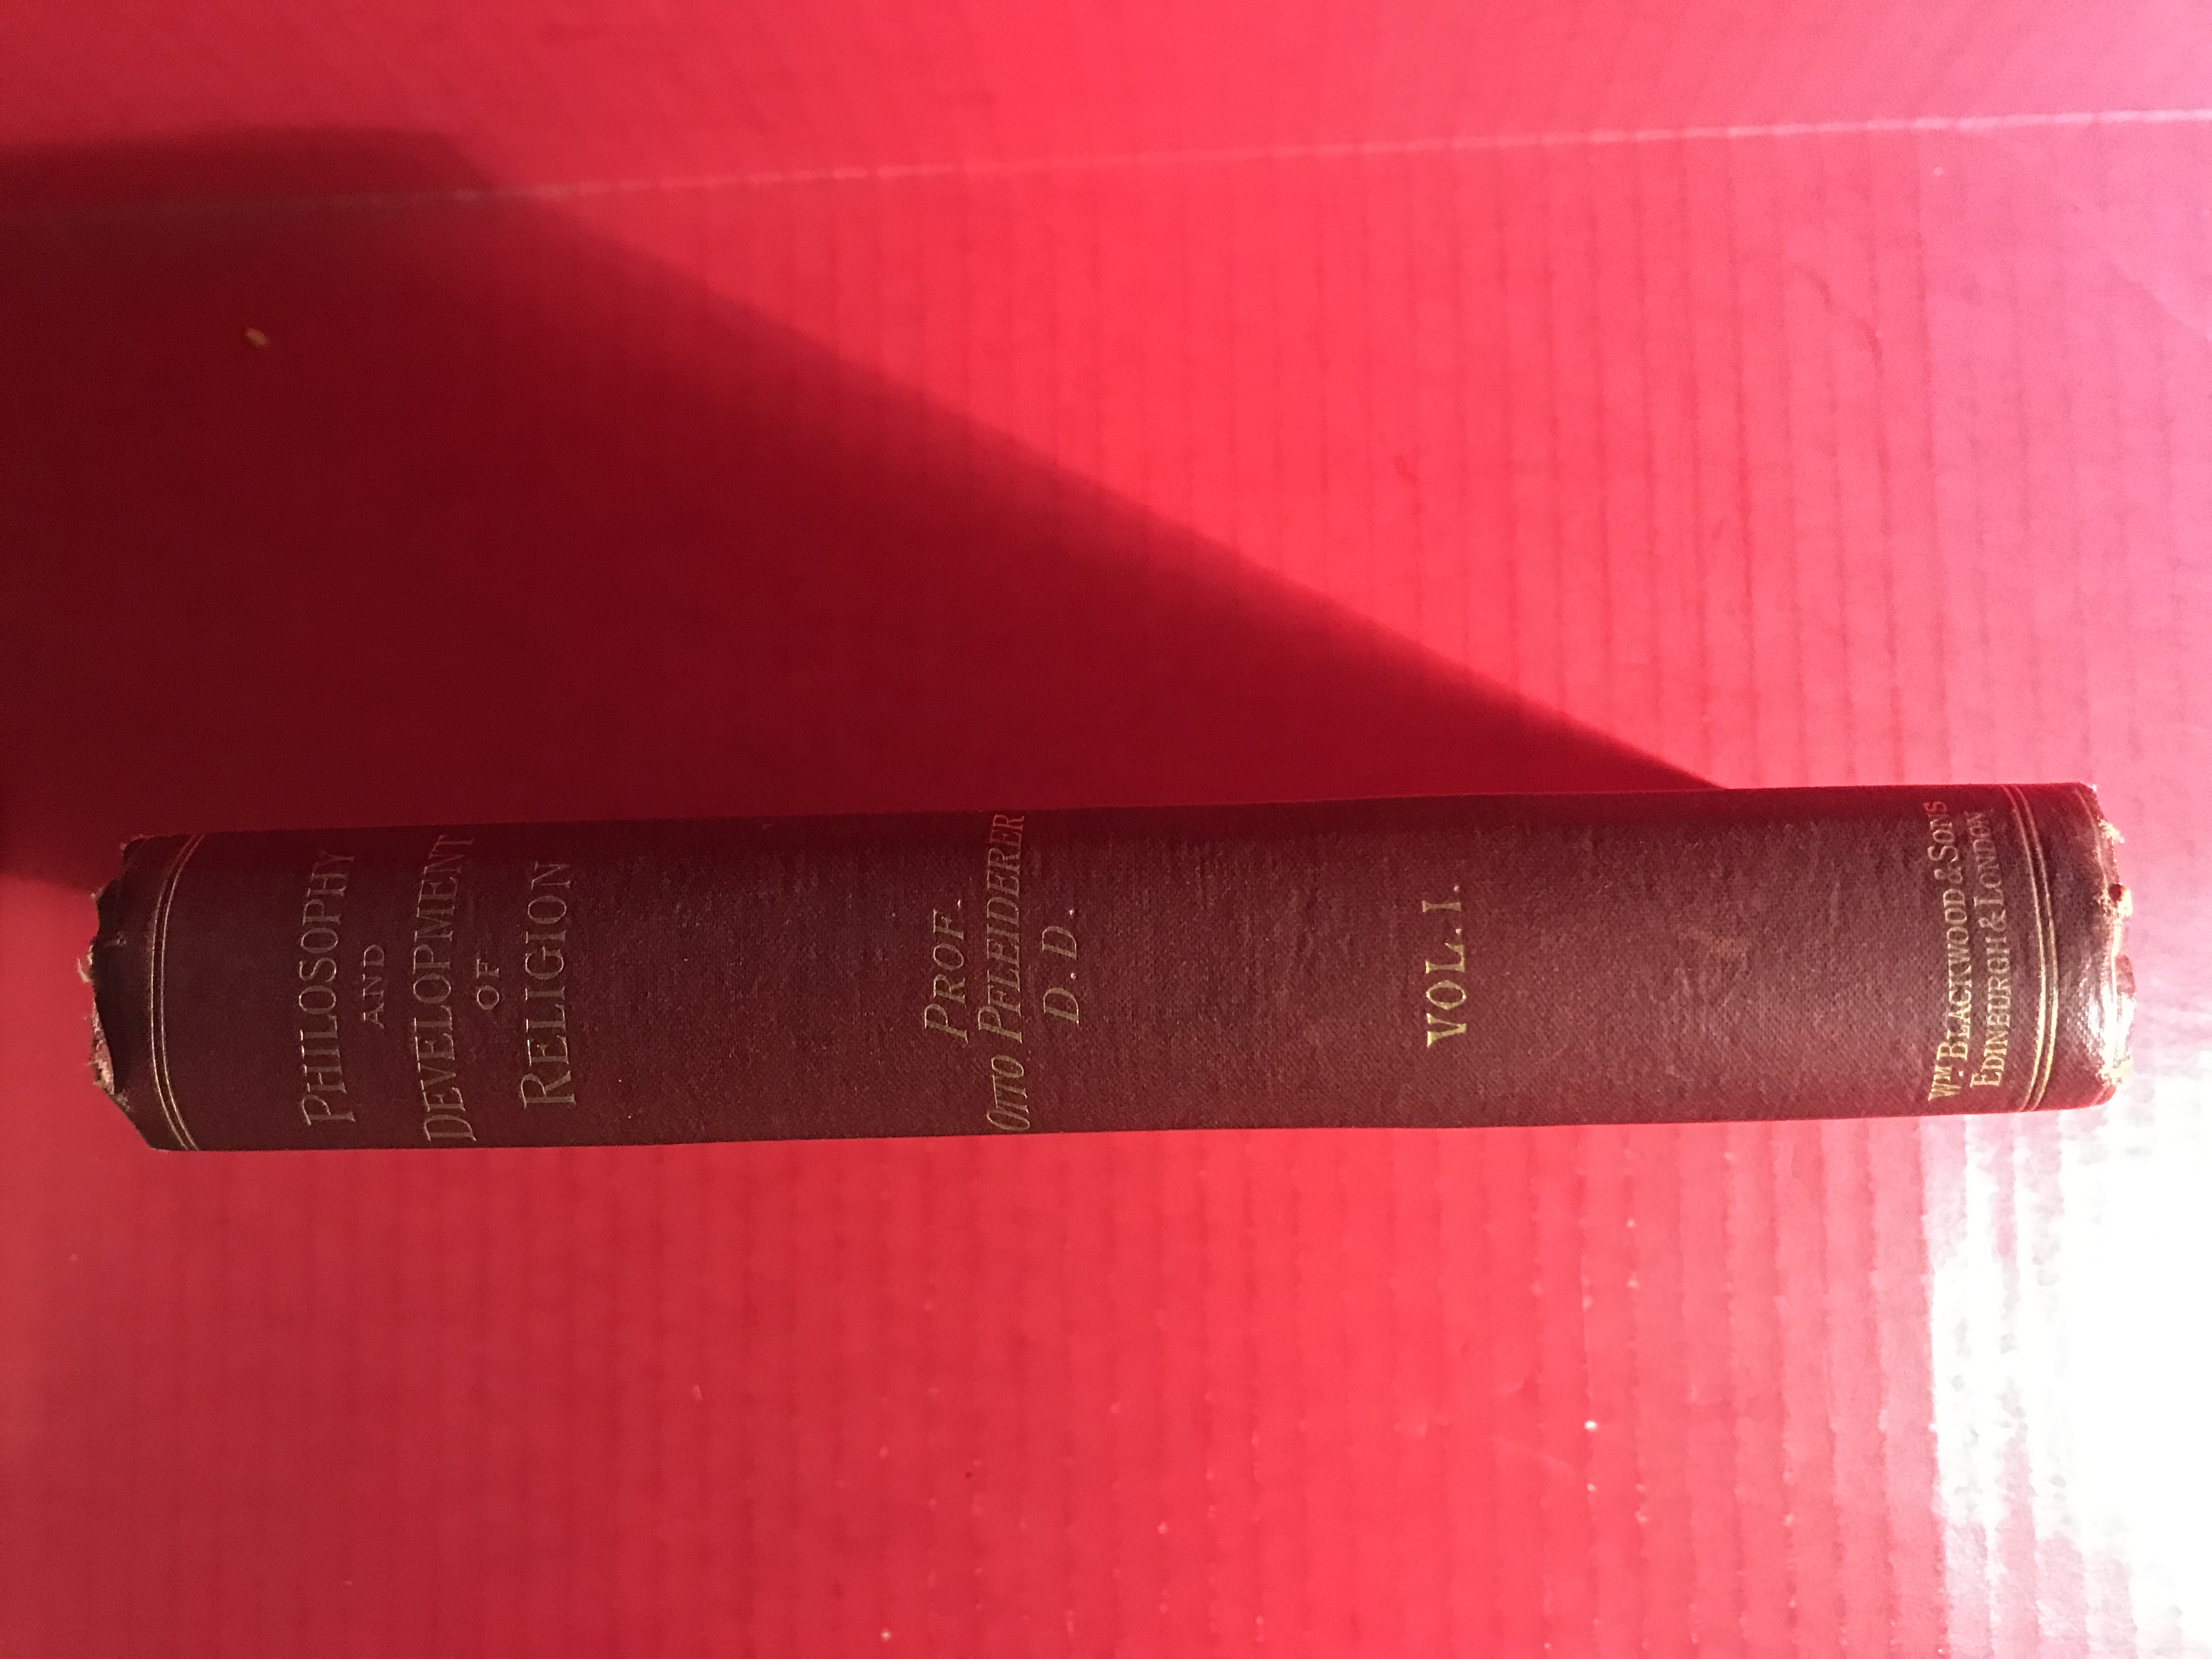 PHILOSOPHY
AND
DEVELOPMENT
OF
RELIGION
PROF.
OTTO PFLEIDERER
D.D.
VOL. I.
WM. BLACKWOOD & SONS
EDINBURGH & LONDON